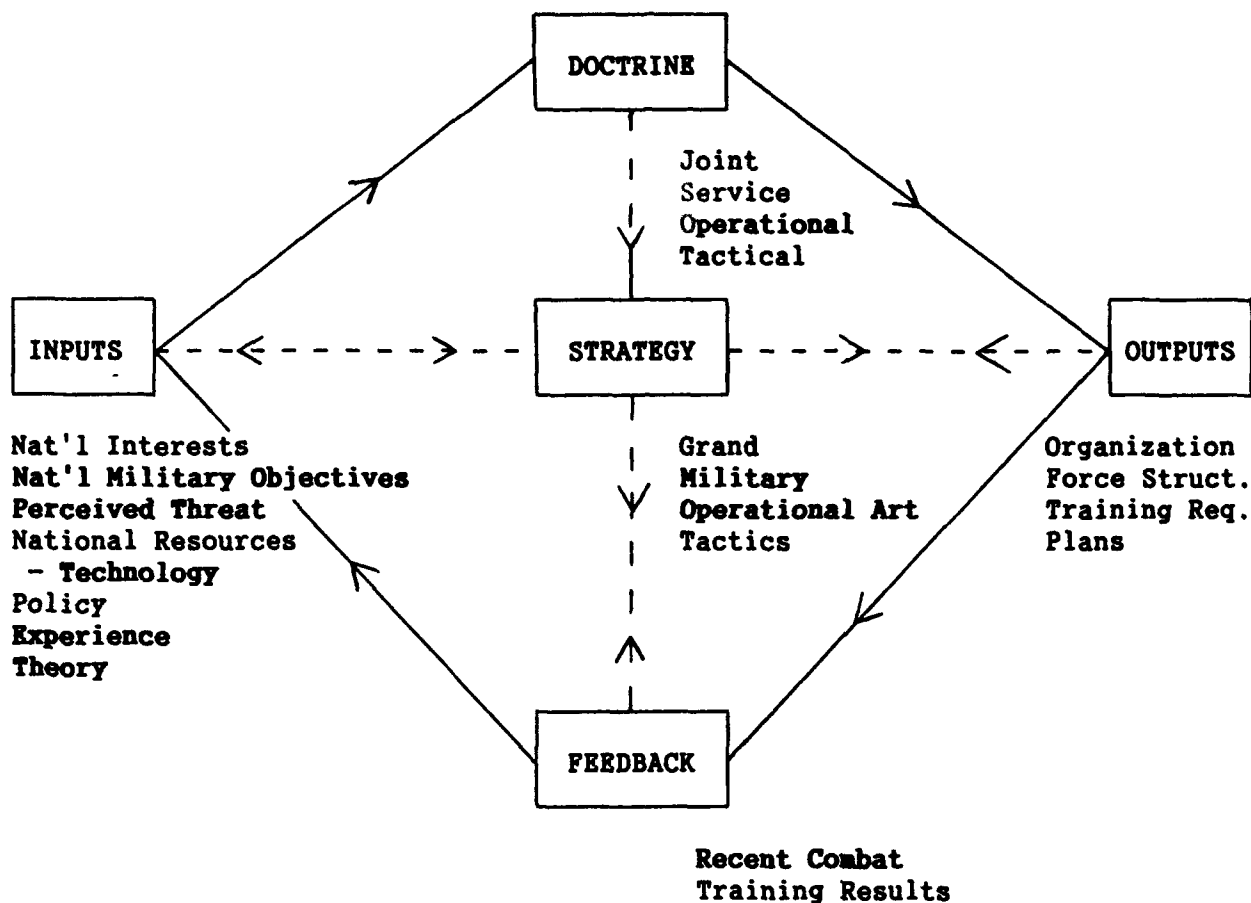 DOCTRINE
Joint
Service
Operational
Tactical
INPUTS
STRATEGY
OUTPUTS
Nat'l Interests
Nat'l Military Objectives
Perceived Threat
National Resources
- Technology
Policy
Experience
Theory
Grand
Military
Operational Art
Tactics
Organization
Force Struct.
Training Req.
Plans
FEEDBACK
Recent Combat
Training Results